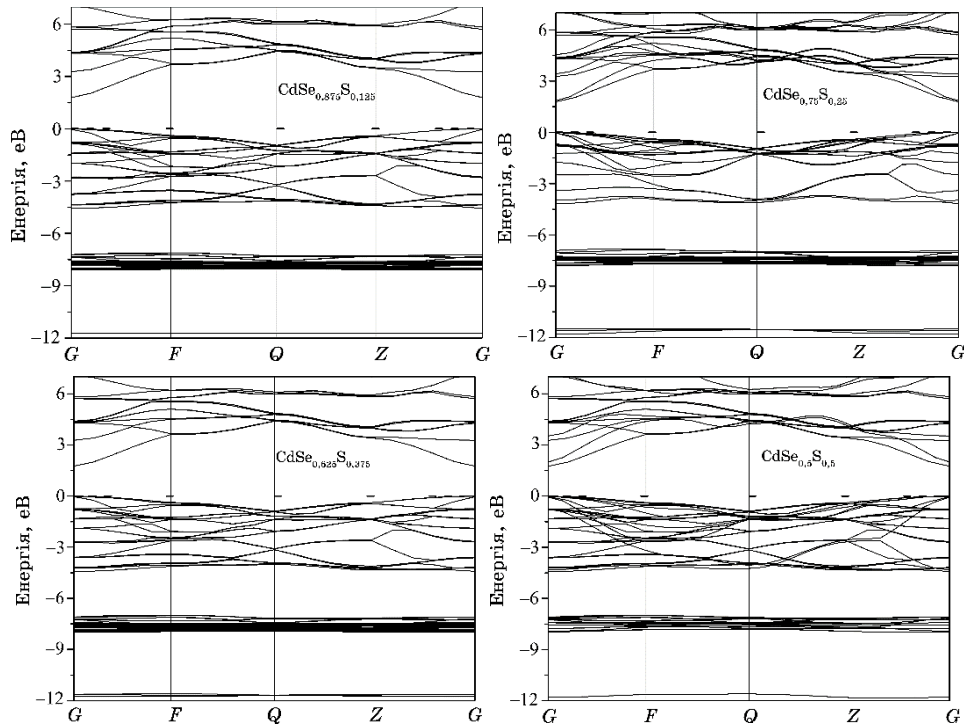 6
3
0
−3
−6
−9
−12
Енергія, еВ
CdSe0,875S0,125
G F Q Z G
6
3
0
−3
−6
−9
−12
Енергія, еВ
CdSe0,75S0,25
G F Q Z G
6
3
0
−3
−6
−9
−12
Енергія, еВ
CdSe0,625S0,375
G F Q Z G
6
3
0
−3
−6
−9
−12
Енергія, еВ
CdSe0,5S0,5
G F Q Z G